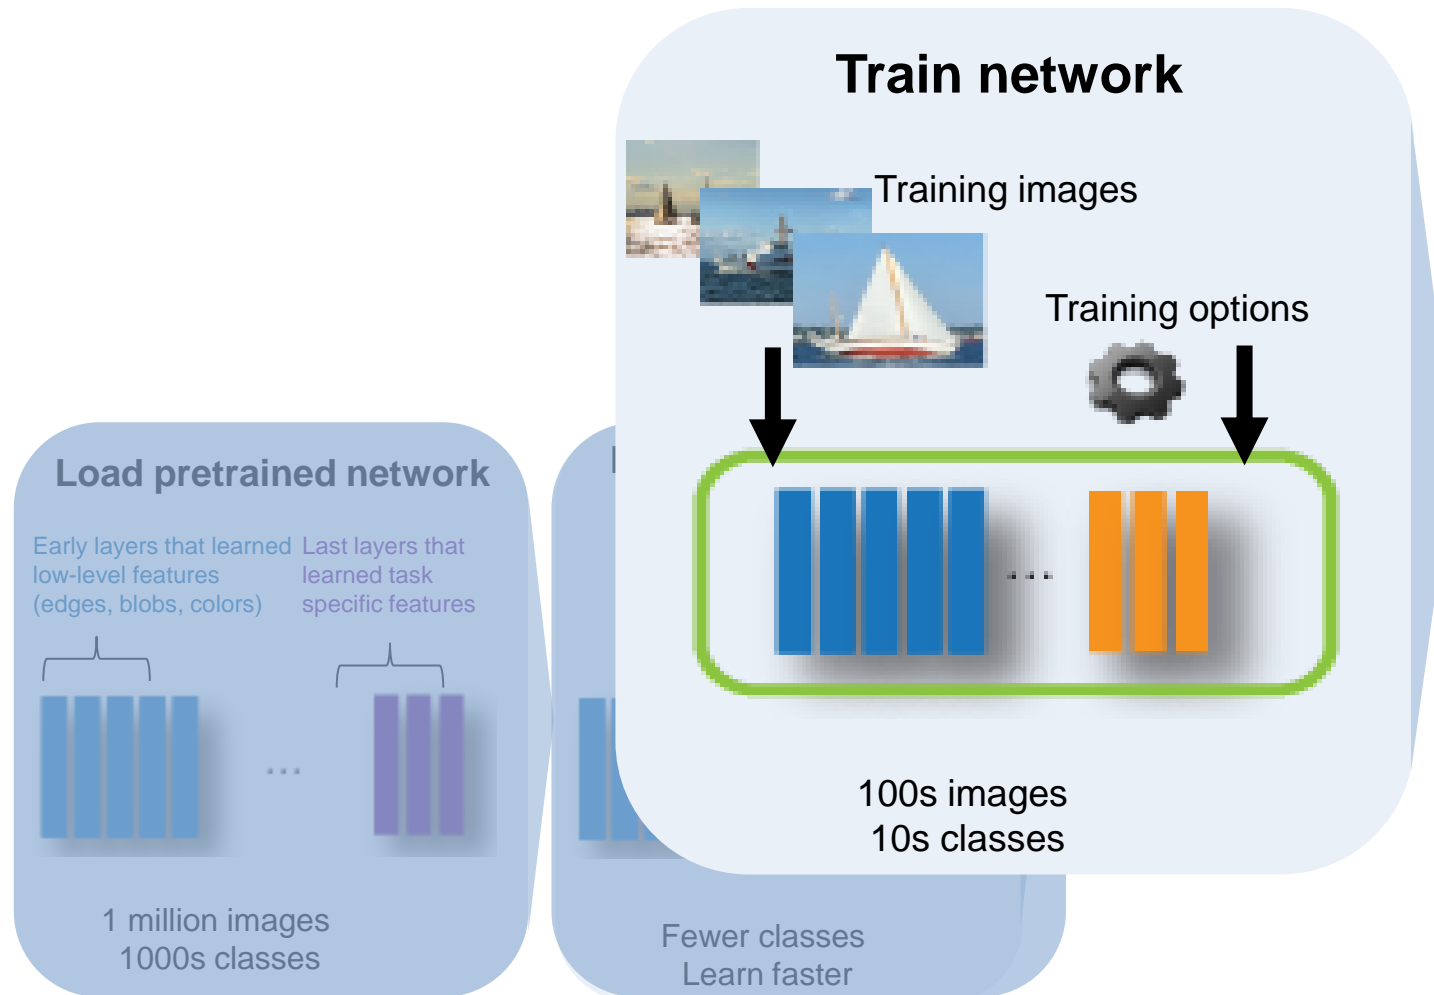 Train network
Training images
Training options
100s images
10s classes
Load pretrained network
Early layers that learned
low-level features
(edges, blobs, colors)
Last layers that
learned task
specific features
...
1 million images
1000s classes
Fewer classes
Learn faster